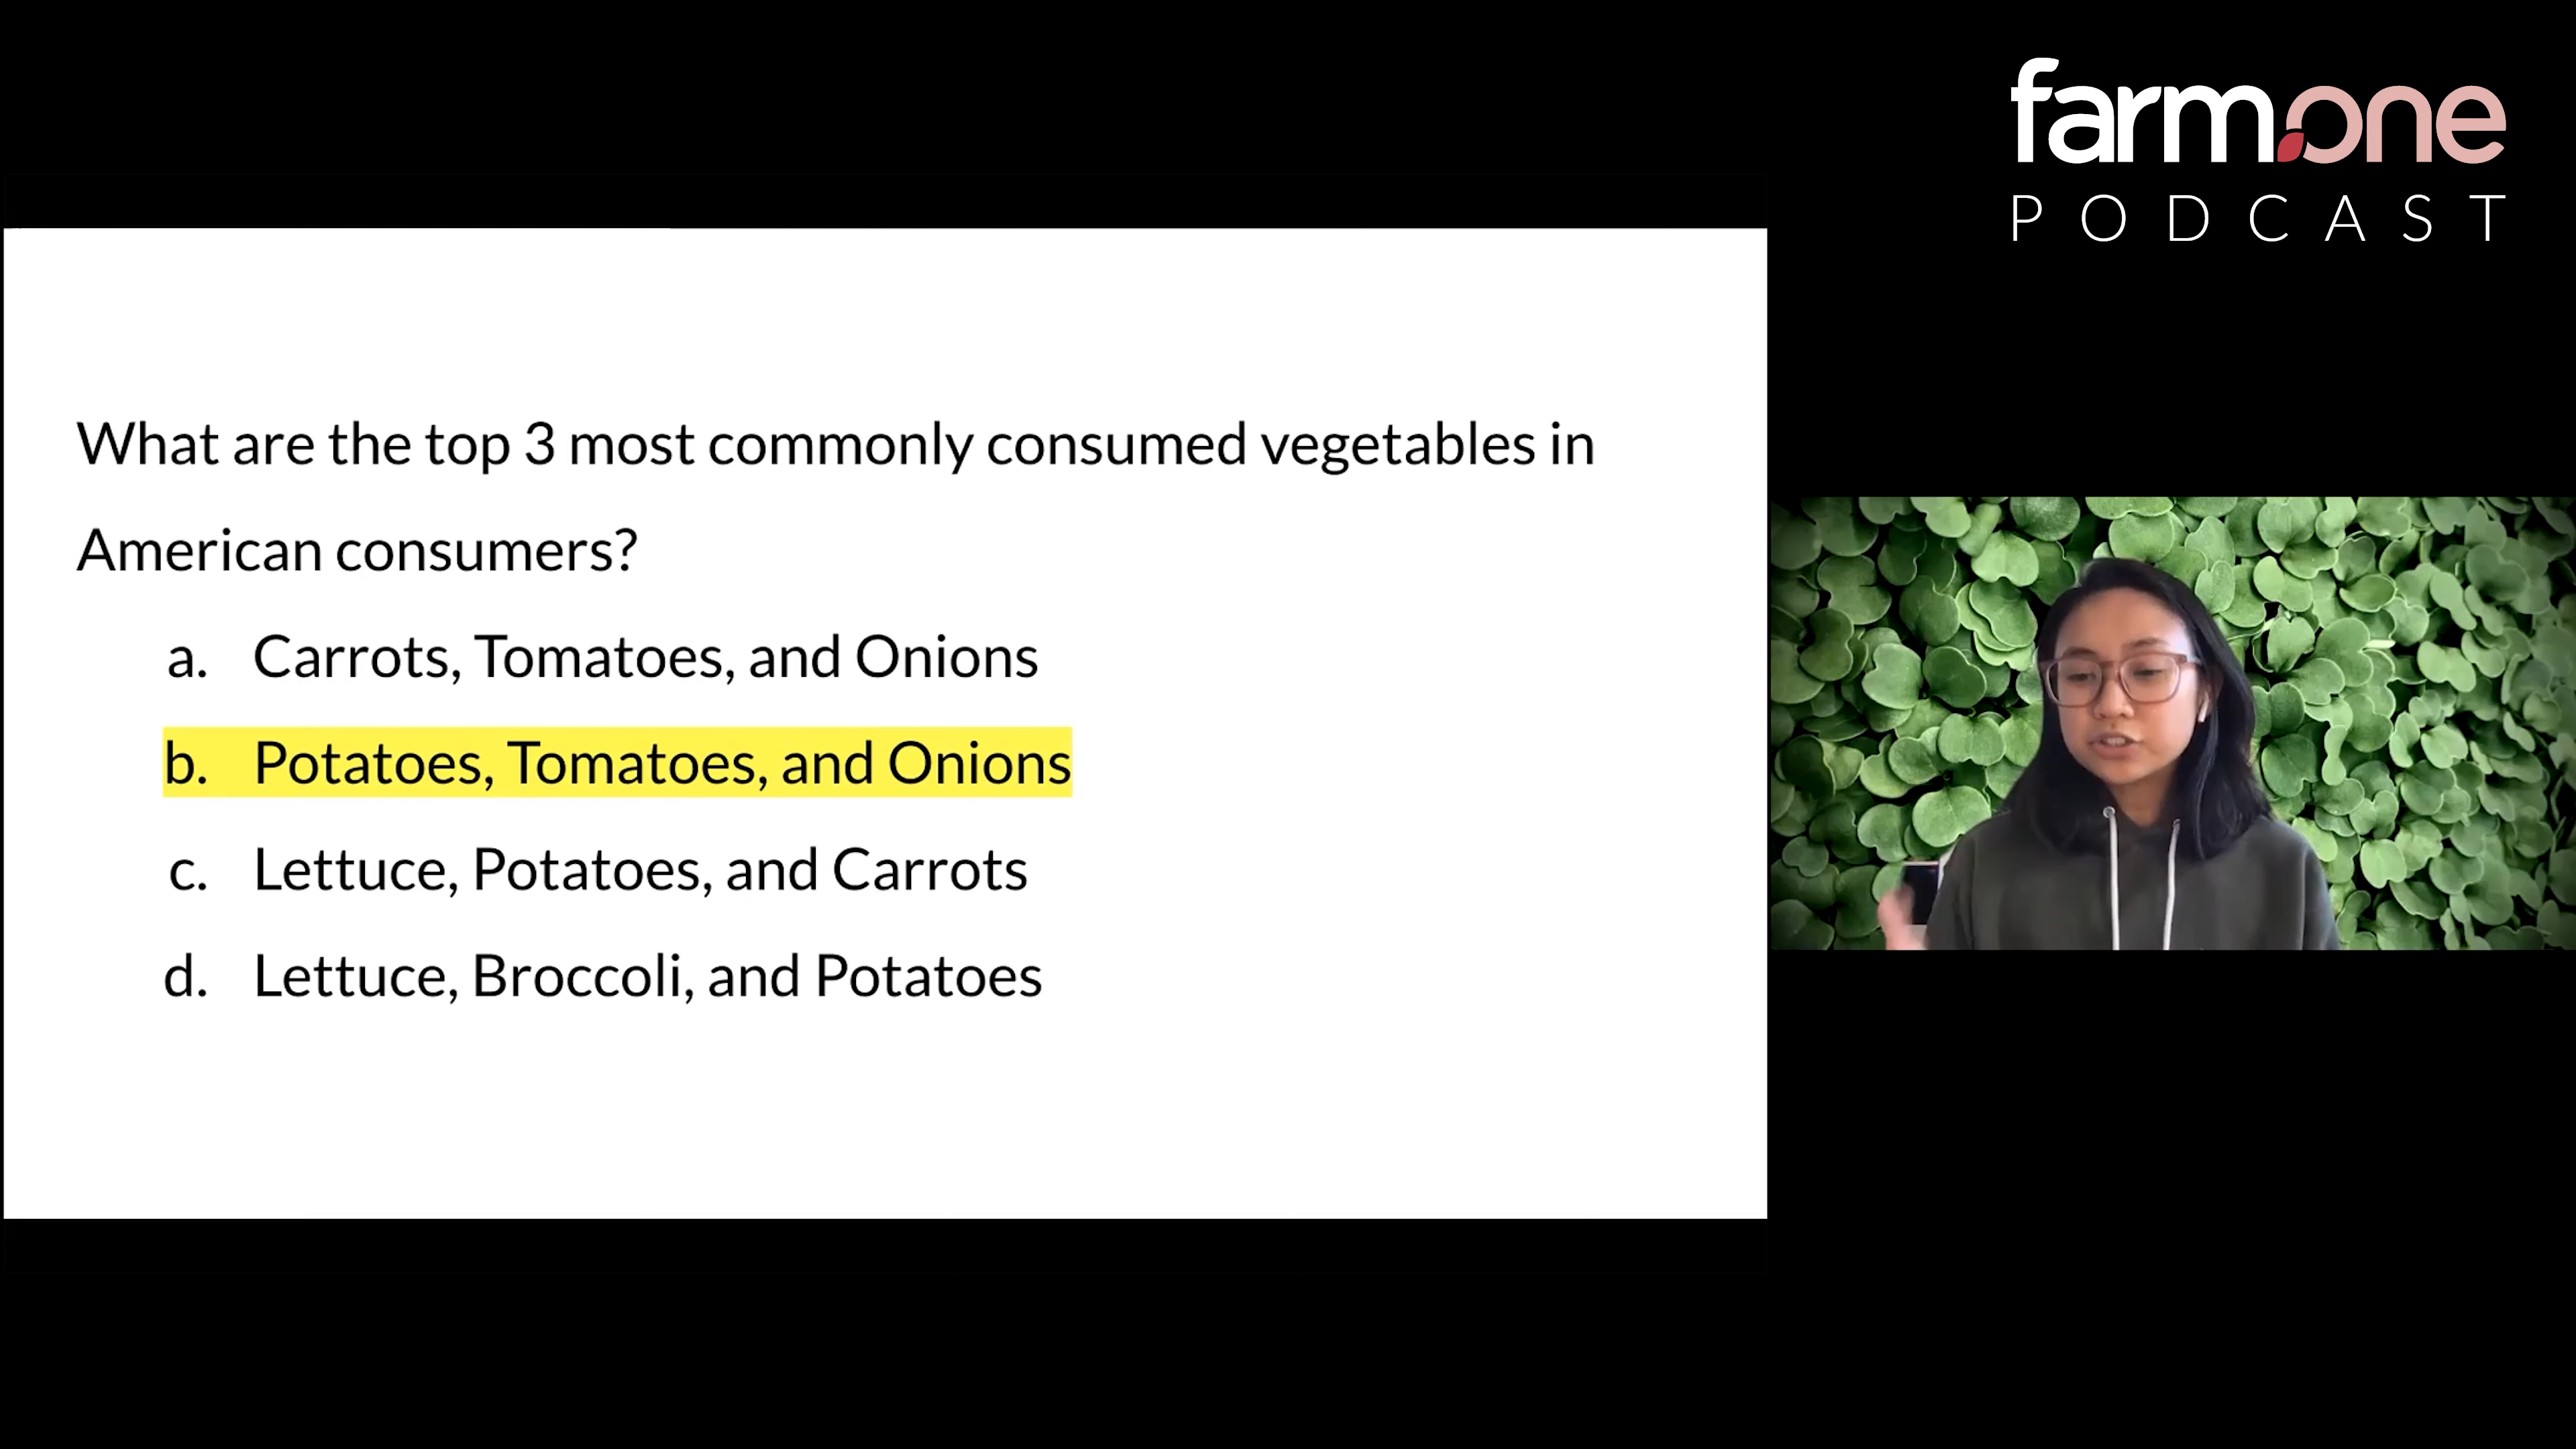 farm.one
PODCAST
What are the top 3 most commonly consumed vegetables in
American consumers?
a. Carrots, Tomatoes, and Onions
b. Potatoes, Tomatoes, and Onions
c. Lettuce, Potatoes, and Carrots
d. Lettuce, Broccoli, and Potatoes